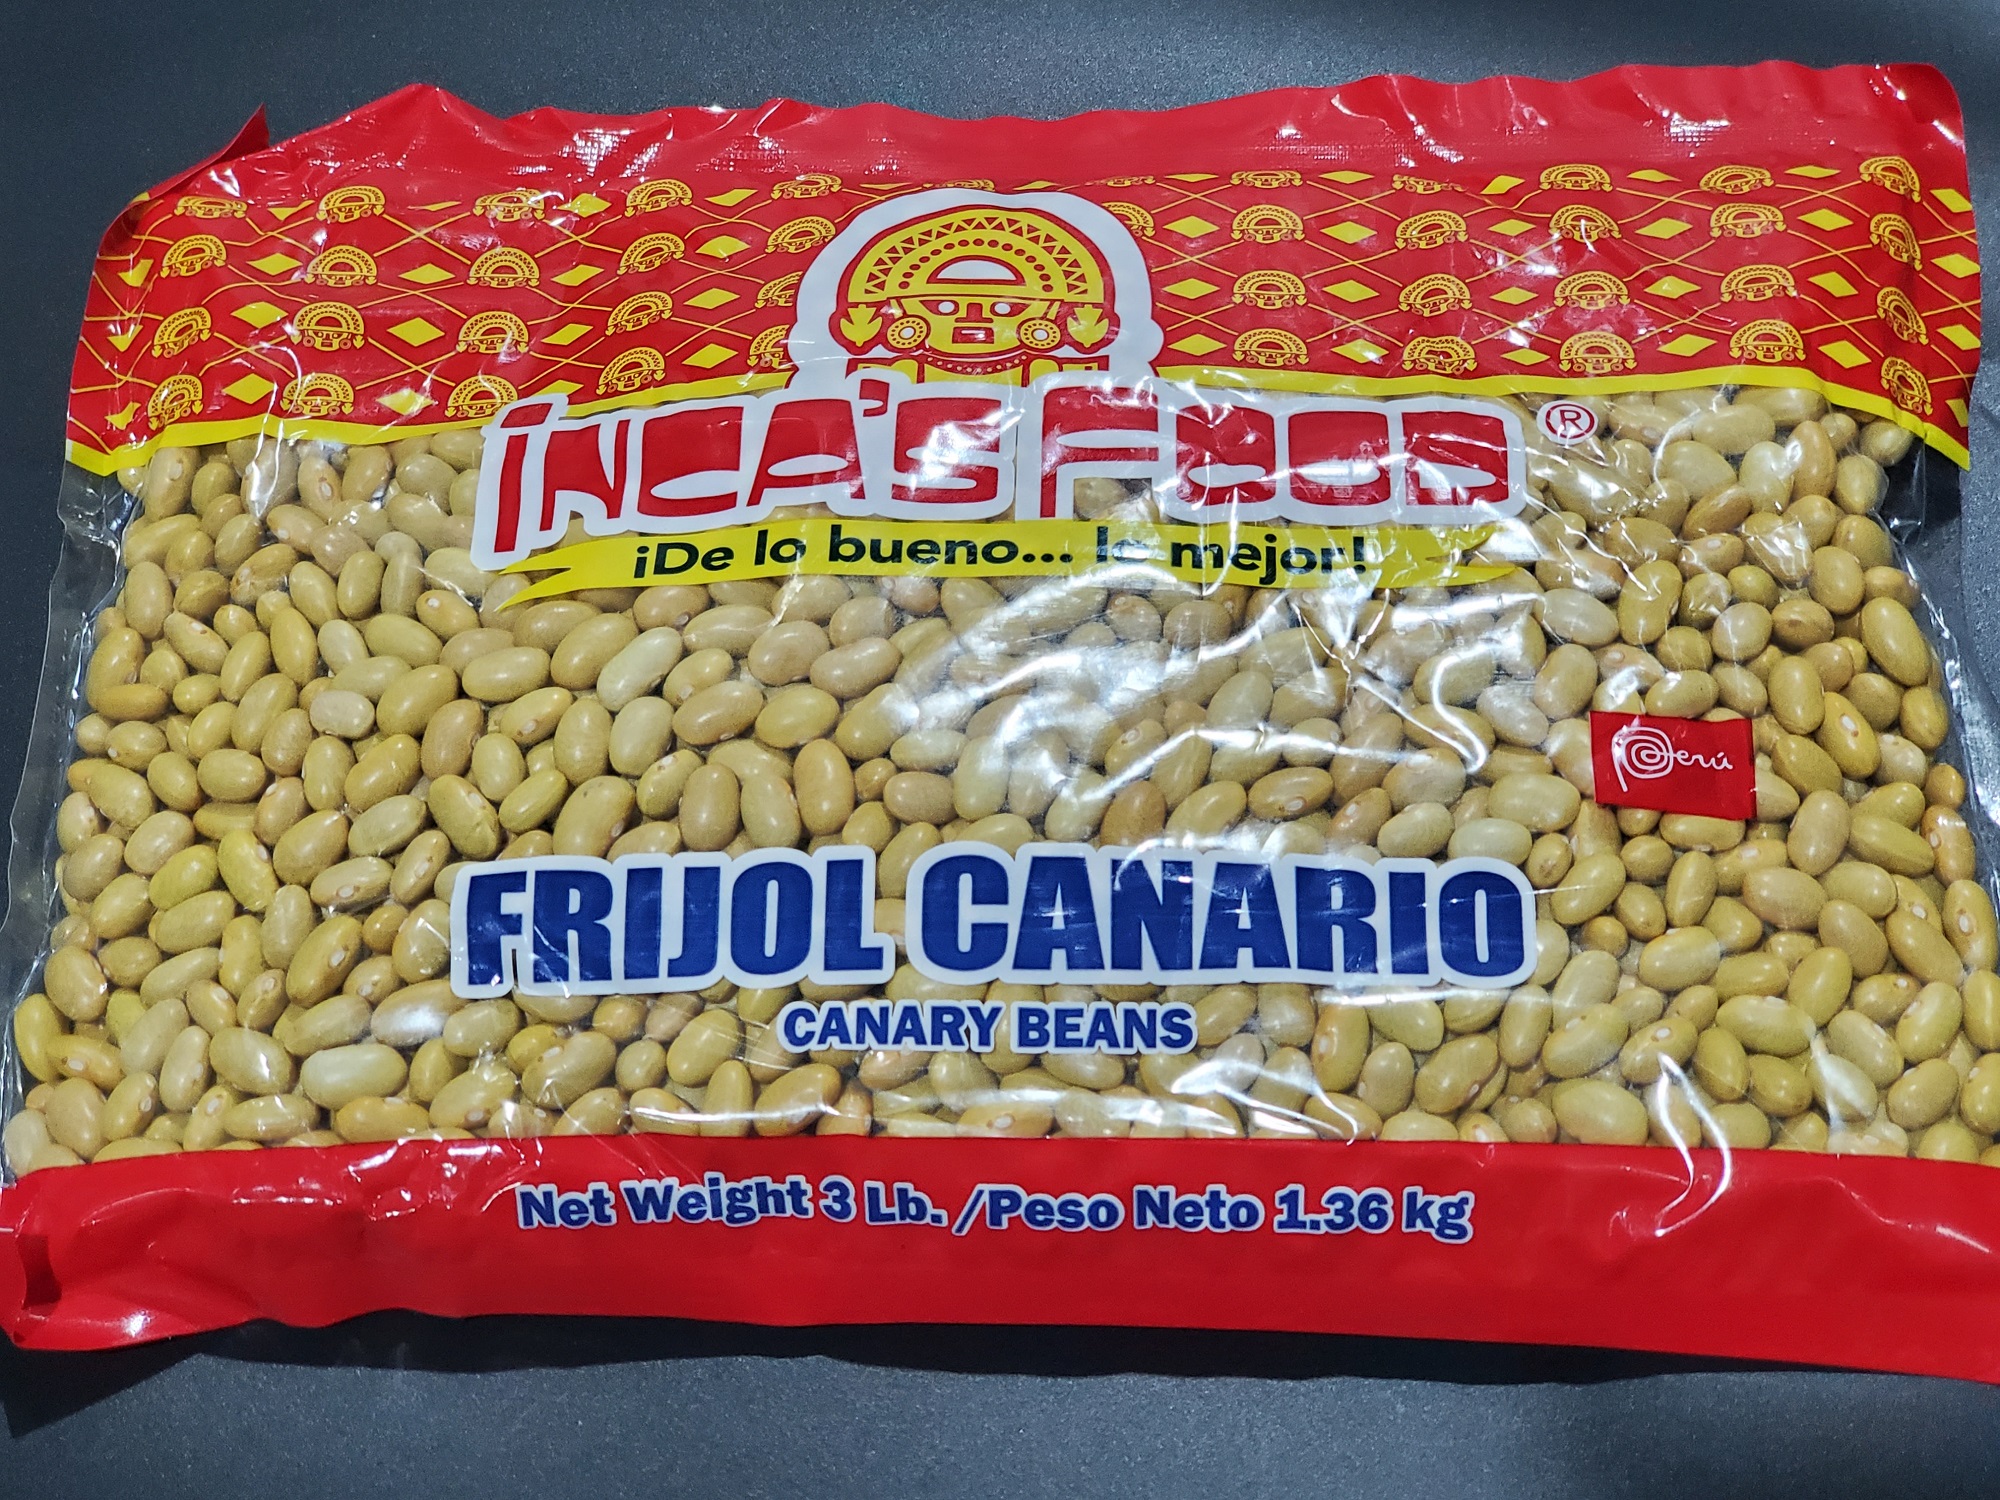 INCA'S FOOD ®
¡De lo bueno... lo mejor!
Perú
FRIJOL CANARIO
CANARY BEANS
Net Weight 3 Lb. /Peso Neto 1.36 kg